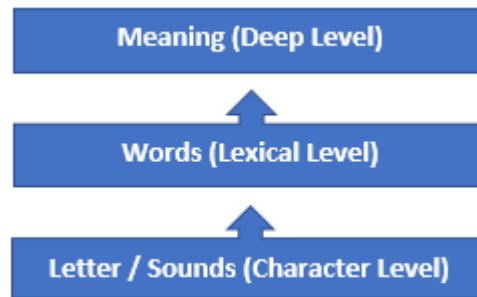 Meaning (Deep Level)
Words (Lexical Level)
Letter / Sounds (Character Level)